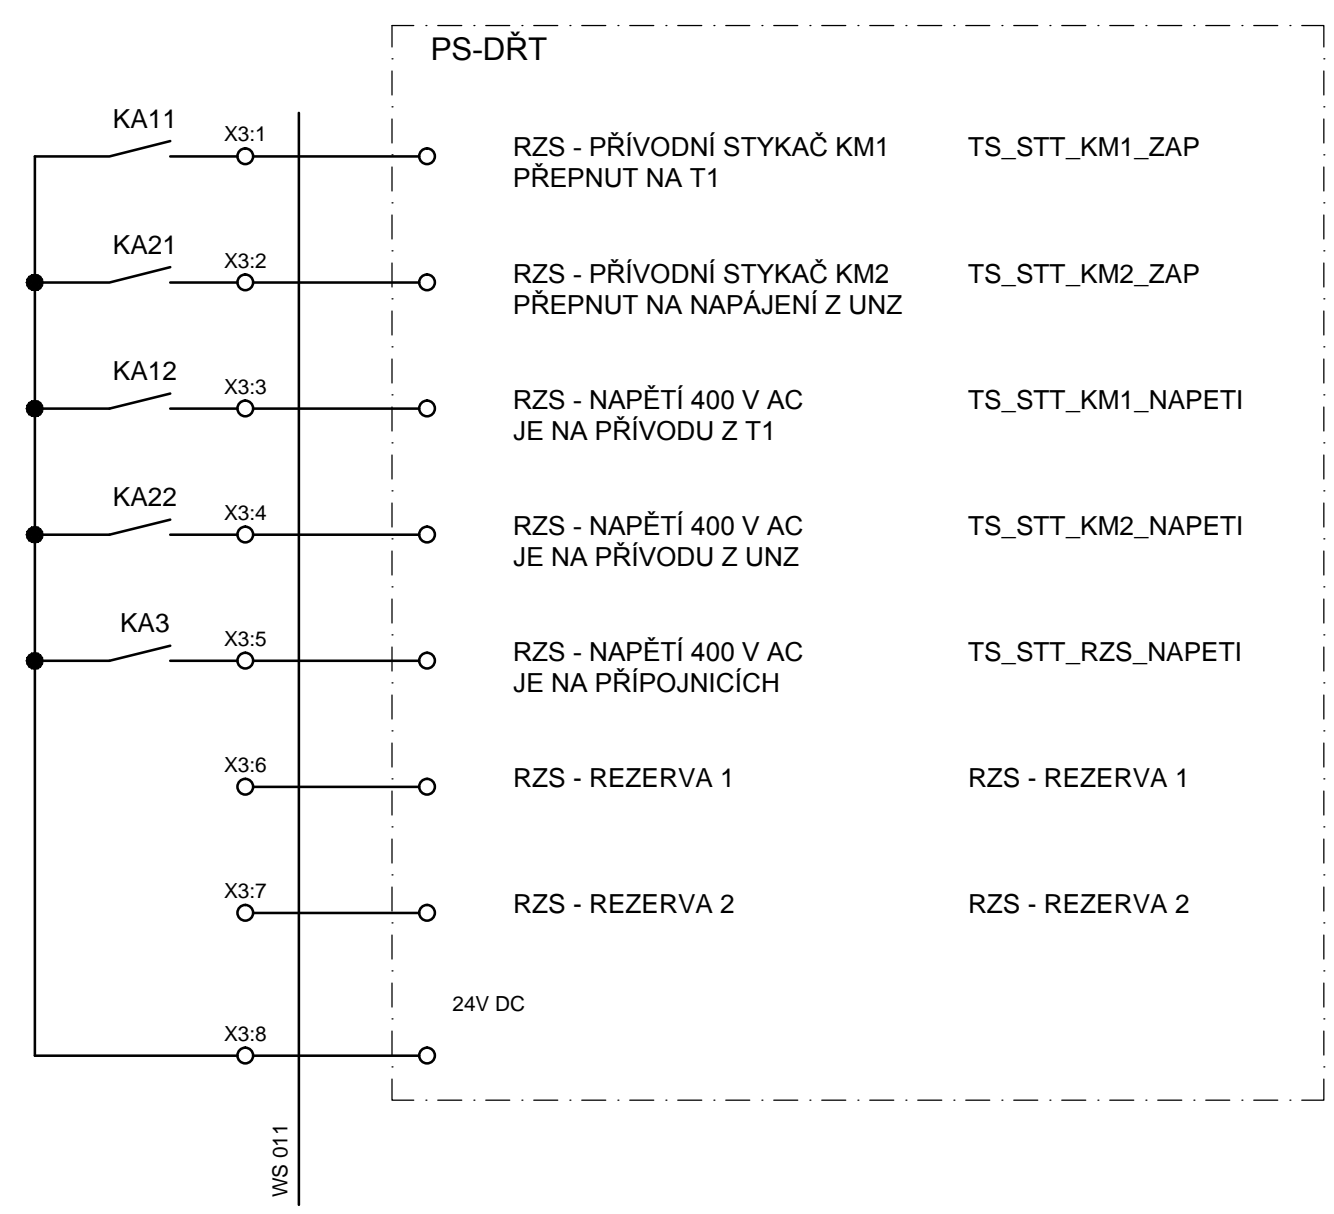 PS-DŘT
KA11
X3:1
RZS - PŘÍVODNÍ STYKAČ KM1
PŘEPNUT NA T1
TS_STT_KM1_ZAP
KA21
X3:2
RZS - PŘÍVODNÍ STYKAČ KM2
PŘEPNUT NA NAPÁJENÍ Z UNZ
TS_STT_KM2_ZAP
KA12
X3:3
RZS - NAPĚTÍ 400 V AC
JE NA PŘÍVODU Z T1
TS_STT_KM1_NAPETI
KA22
X3:4
RZS - NAPĚTÍ 400 V AC
JE NA PŘÍVODU Z UNZ
TS_STT_KM2_NAPETI
KA3
X3:5
RZS - NAPĚTÍ 400 V AC
JE NA PŘÍPOJNICÍCH
TS_STT_RZS_NAPETI
X3:6
RZS - REZERVA 1
RZS - REZERVA 1
X3:7
RZS - REZERVA 2
RZS - REZERVA 2
24V DC
X3:8
WS 011